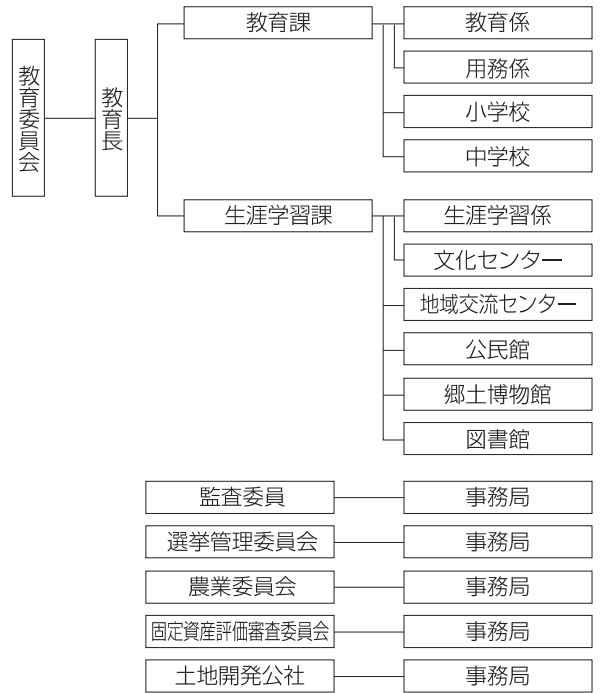 教育委員会
教育長
教育課
教育係
用務係
小学校
中学校
生涯学習課
生涯学習係
文化センター
地域交流センター
公民館
郷土博物館
図書館
監査委員
事務局
選挙管理委員会
事務局
農業委員会
事務局
固定資産評価審査委員会
事務局
土地開発公社
事務局